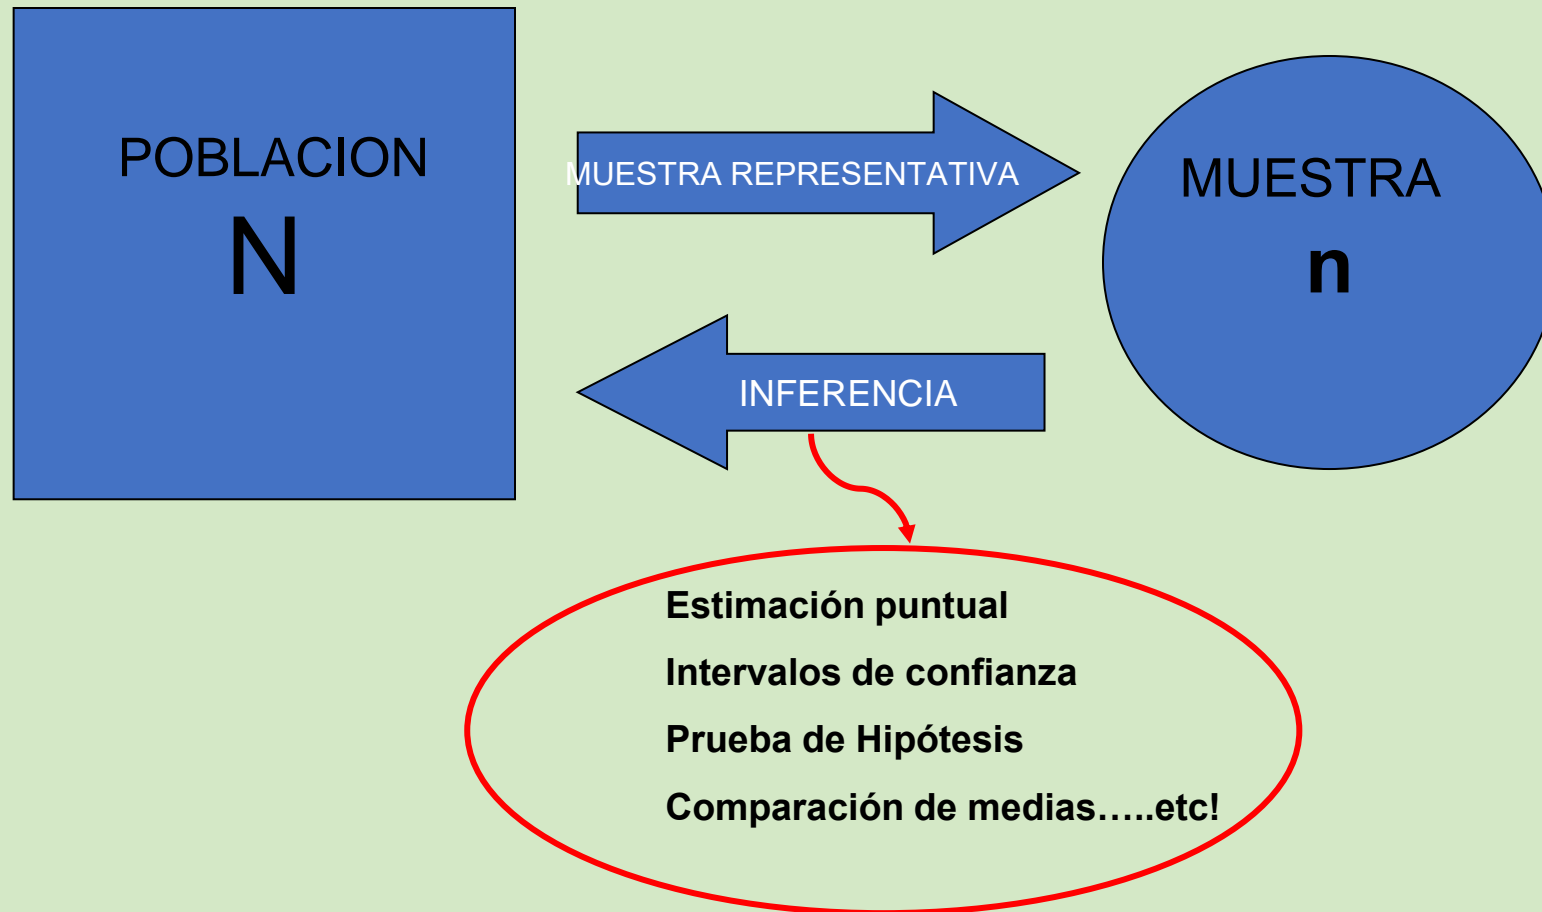 POBLACION
N
MUESTRA REPRESENTATIVA
MUESTRA
n
INFERENCIA
Estimación puntual
Intervalos de confianza
Prueba de Hipótesis
Comparación de medias…..etc!